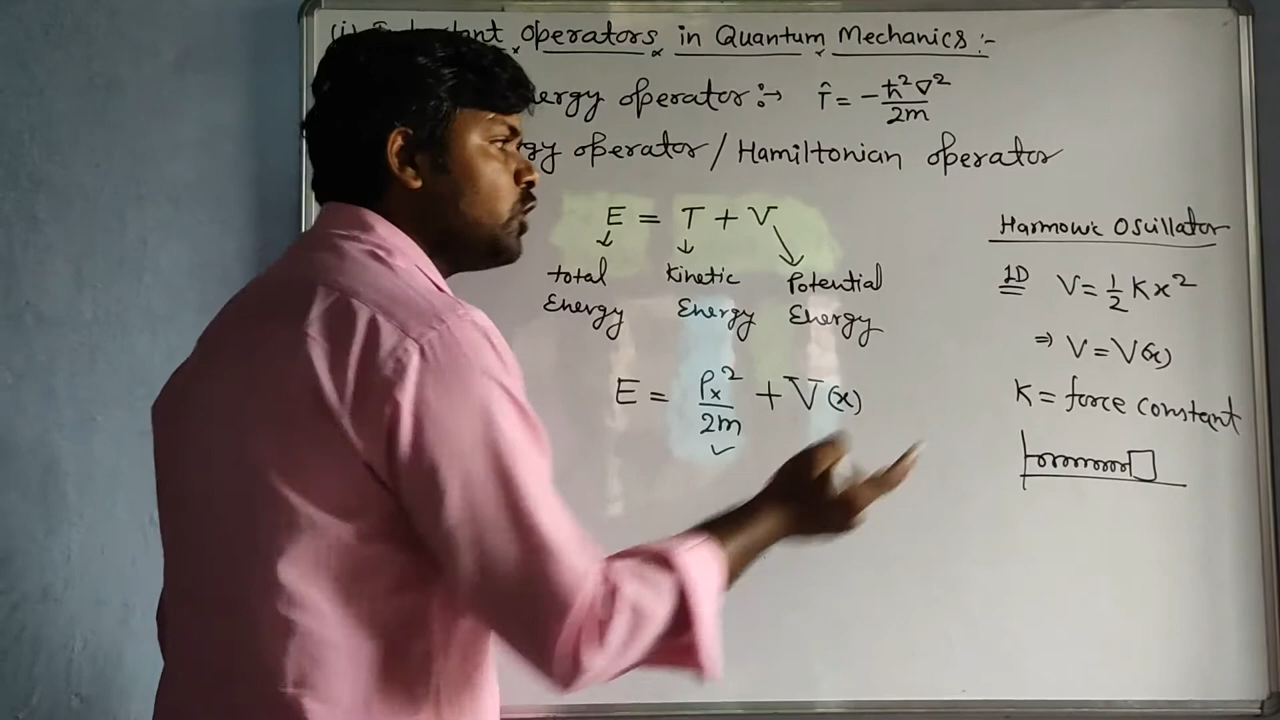 (i) operators in Quantum Mechanics :-
operator :→ T̂ = -ℏ²∇²/2m
operator / Hamiltonian operator
E = T + V
↓ ↓ ↘
total Energy
Kinetic Energy
Potential Energy
E = Pₓ²/2m + V(x)
✓
Harmonic Oscillator
1D V = 1/2 Kx²
⇒ V = V(x)
K = force constant